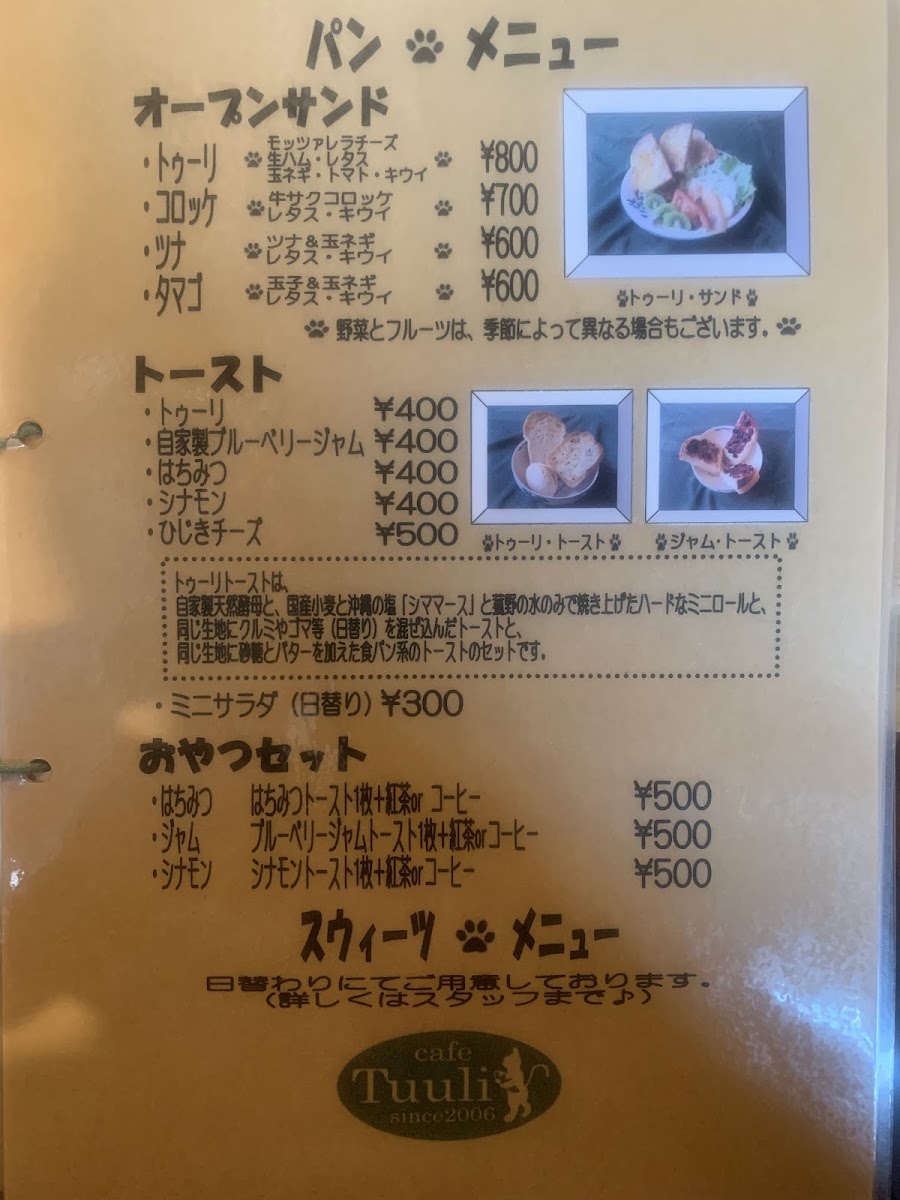 パン メニュー
オープンサンド
・トゥーリ モッツァレラチーズ 生ハム・レタス 玉ネギ・トマト・キウイ ¥800
・コロッケ 牛サクコロッケ レタス・キウイ ¥700
・ツナ ツナ&玉ネギ レタス・キウイ ¥600
・タマゴ 玉子&玉ネギ レタス・キウイ ¥600
トゥーリ・サンド
野菜とフルーツは、季節によって異なる場合もございます。
トースト
・トゥーリ ¥400
・自家製ブルーベリージャム ¥400
・はちみつ ¥400
・シナモン ¥400
・ひじきチーズ ¥500
トゥーリ・トースト
ジャム・トースト
トゥーリトーストは、
自家製天然酵母と、国産小麦と沖縄の塩「シママース」と菰野の水のみで焼き上げたハードなミニロールと、
同じ生地にクルミやゴマ等（日替り）を混ぜ込んだトーストと、
同じ生地に砂糖とバターを加えた食パン系のトーストのセットです。
・ミニサラダ（日替り）¥300
おやつセット
・はちみつ はちみつトースト1枚+紅茶or コーヒー ¥500
・ジャム ブルーベリージャムトースト1枚+紅茶orコーヒー ¥500
・シナモン シナモントースト1枚+紅茶orコーヒー ¥500
スウィーツ メニュー
日替わりにてご用意しております。
（詳しくはスタッフまで♪）
cafe
Tuuli
since2006